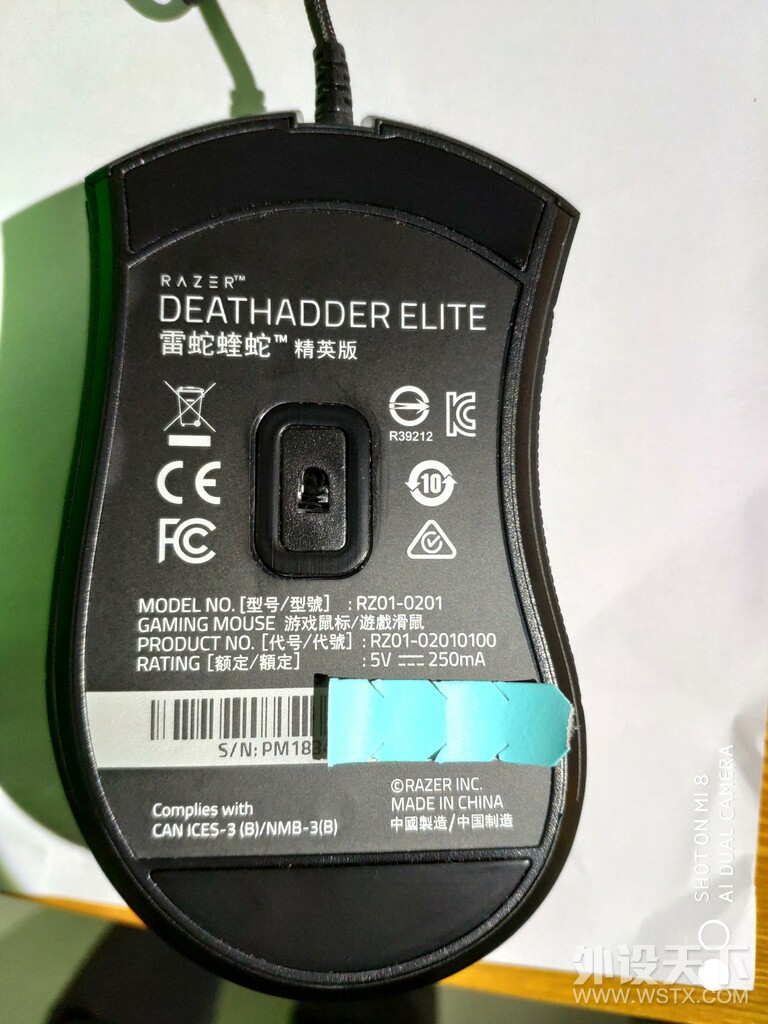 RAZER™
DEATHADDER ELITE
雷蛇蝰蛇™ 精英版
R39212
CE
FC
10
MODEL NO. [型号/型號] : RZ01-0201
GAMING MOUSE 游戏鼠标/遊戲滑鼠
PRODUCT NO. [代号/代號] : RZ01-02010100
RATING [额定/額定] : 5V ⎓ 250mA
S/N: PM183
©RAZER INC.
MADE IN CHINA
中國製造/中国制造
Complies with
CAN ICES-3 (B)/NMB-3(B)
SHOT ON MI 8
AI DUAL CAMERA
外设天下
WWW.WSTX.COM